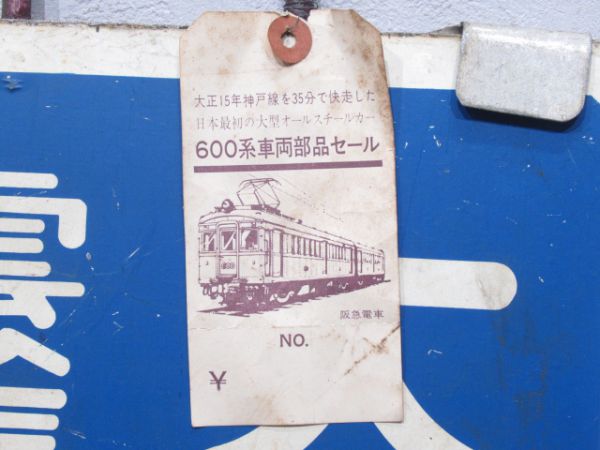 大正15年神戸線を35分で快走した
日本最初の大型オールスチールカー
600系車両部品セール
阪急電車
NO.
¥